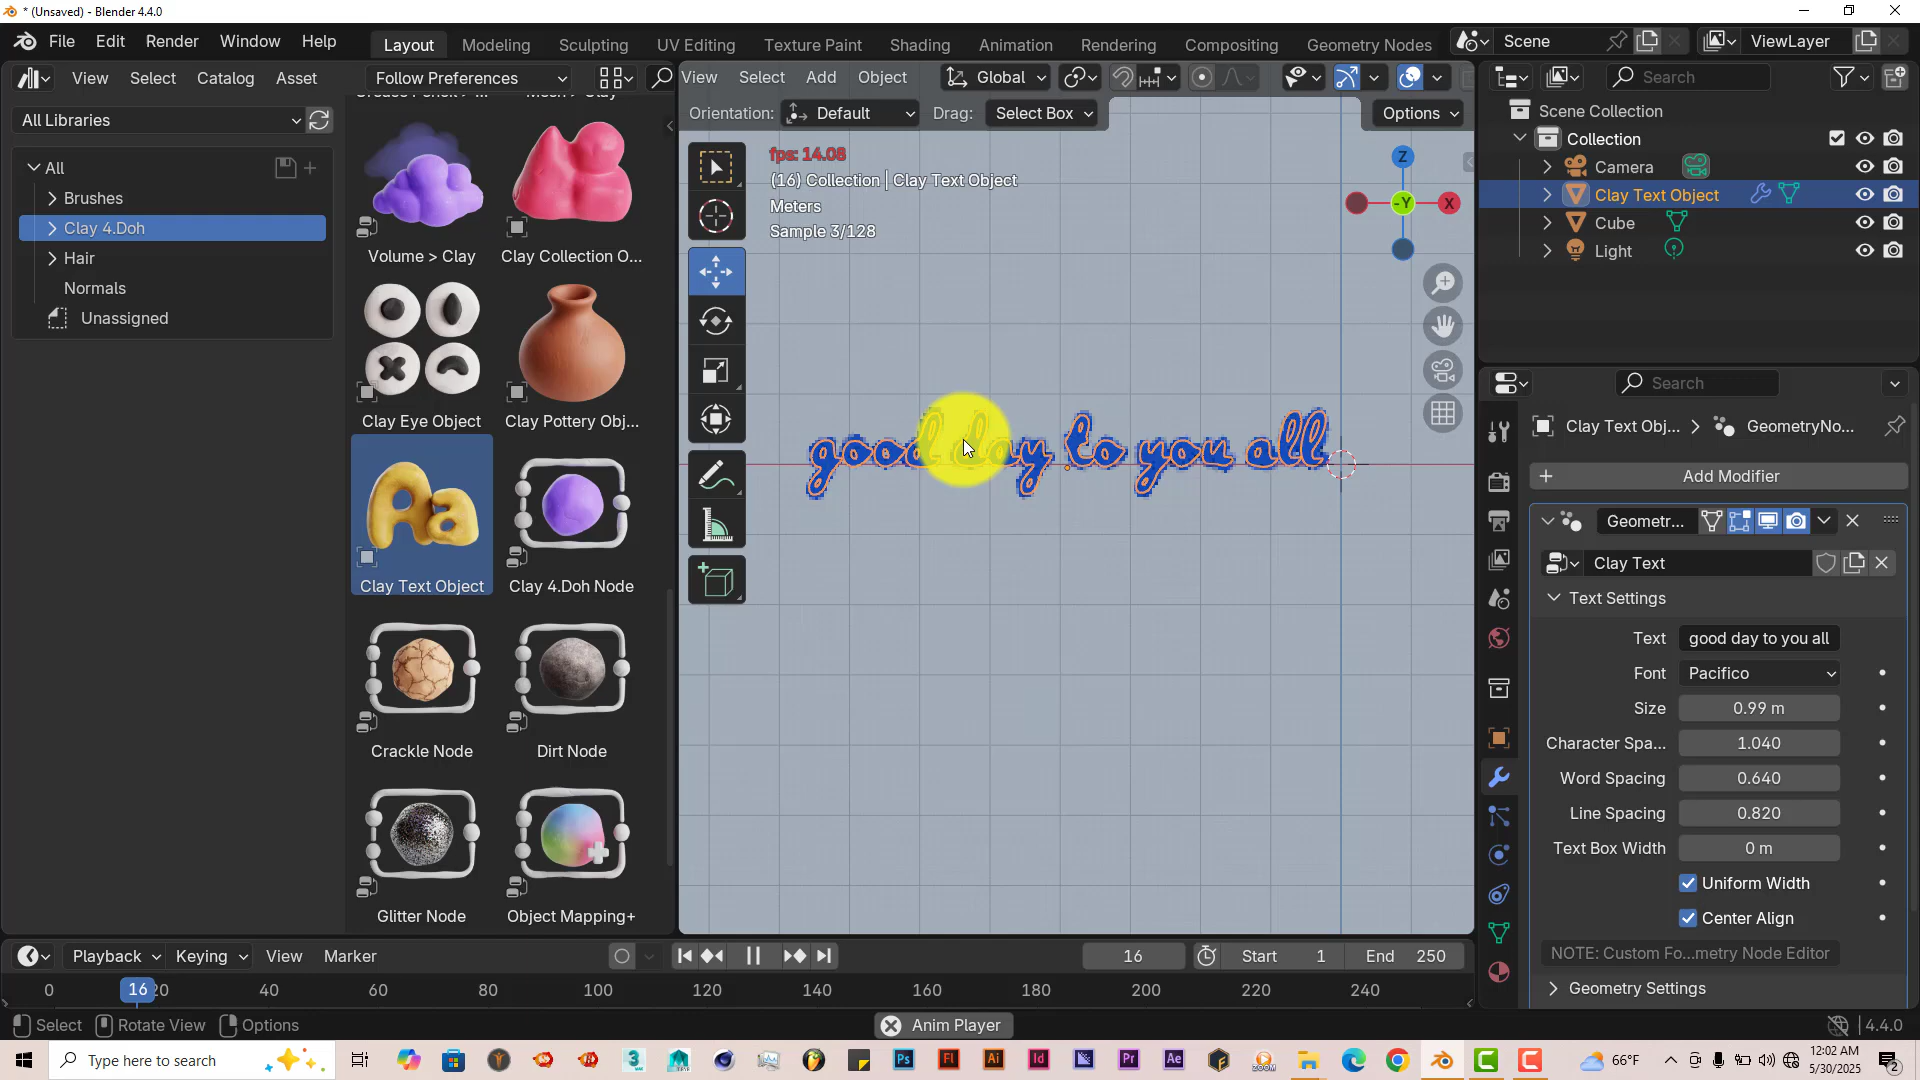 * (Unsaved) - Blender 4.4.0
File Edit Render Window Help
Layout Modeling Sculpting UV Editing Texture Paint Shading Animation Rendering Compositing Geometry Nodes
Scene
ViewLayer
View Select Catalog Asset
Follow Preferences
View Select Add Object
Global
Search
All Libraries
Orientation: Default
Drag: Select Box
Options
Scene Collection
Collection
Camera
Clay Text Object
Cube
Light
All
Brushes
Clay 4.Doh
Hair
Normals
Unassigned
Volume > Clay
Clay Collection O...
Clay Eye Object
Clay Pottery Obj...
Clay Text Object
Clay 4.Doh Node
Crackle Node
Dirt Node
Glitter Node
Object Mapping+
fps: 14.08
(16) Collection | Clay Text Object
Meters
Sample 3/128
Z
-Y
X
good day to you all
Search
Clay Text Obj...
GeometryNo...
Add Modifier
Geometr...
Clay Text
Text Settings
Text good day to you all
Font Pacifico
Size 0.99 m
Character Spa... 1.040
Word Spacing 0.640
Line Spacing 0.820
Text Box Width 0 m
Uniform Width
Center Align
NOTE: Custom Fo...metry Node Editor
Geometry Settings
Playback Keying View Marker
16
Start 1
End 250
0 16 20 40 60 80 100 120 140 160 180 200 220 240
Select
Rotate View
Options
Anim Player
4.4.0
Type here to search
66°F
12:02 AM
5/30/2025